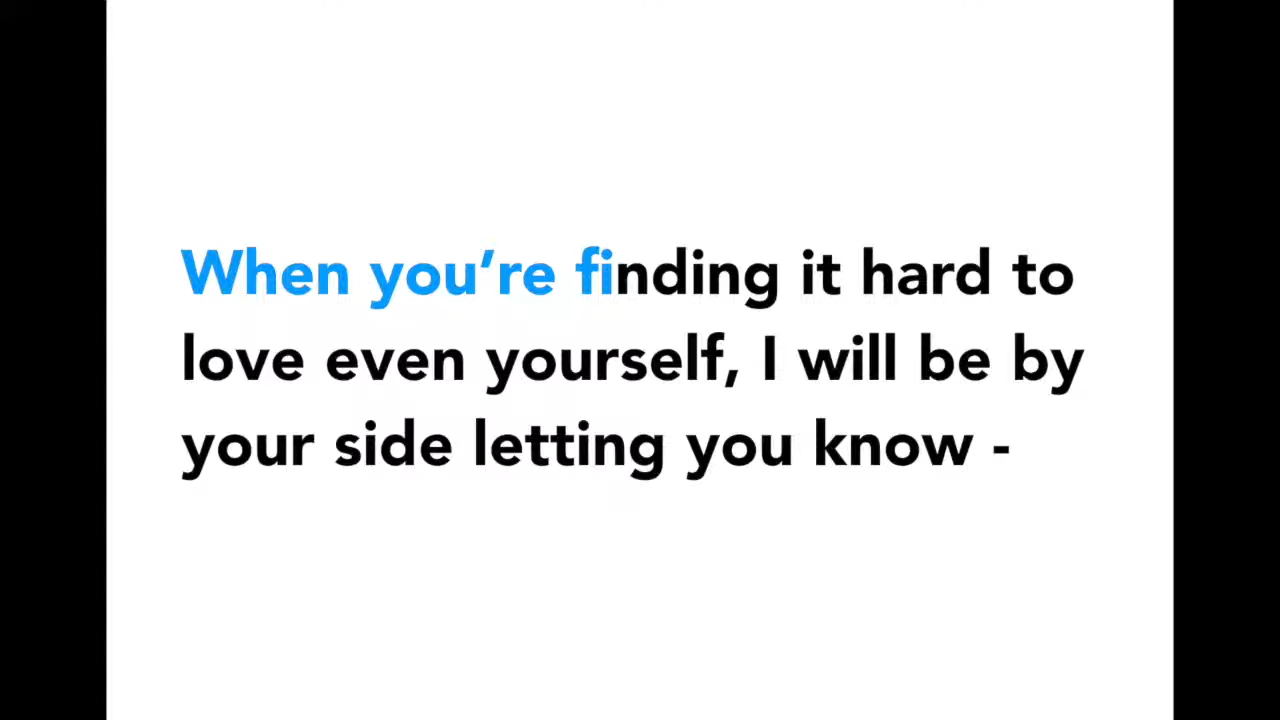 When you’re finding it hard to
love even yourself, I will be by
your side letting you know -